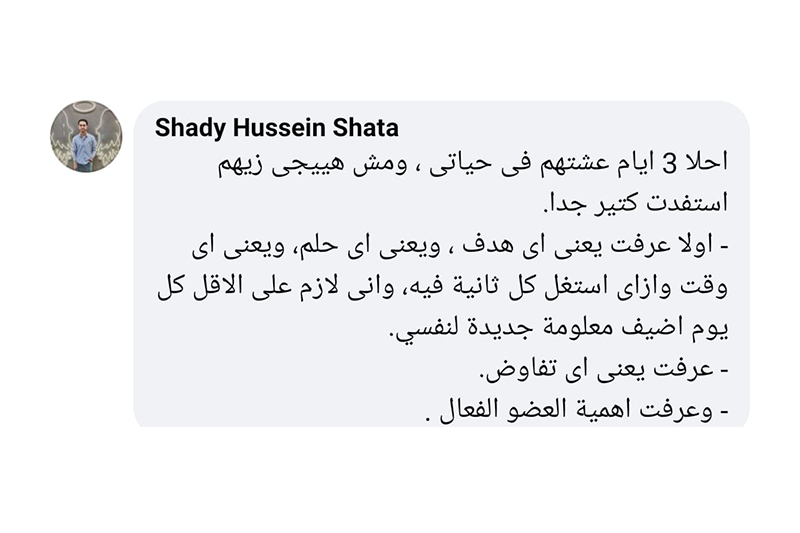 Shady Hussein Shata
احلا 3 ايام عشتهم فى حياتى ، ومش هييجى زيهم
استفدت كتير جدا.
- اولا عرفت يعنى اى هدف ، ويعنى اى حلم، ويعنى اى
وقت وازاى استغل كل ثانية فيه، وانى لازم على الاقل كل
يوم اضيف معلومة جديدة لنفسي.
- عرفت يعنى اى تفاوض.
- وعرفت اهمية العضو الفعال .